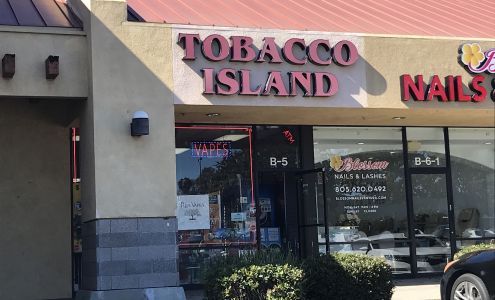 TOBACCO
ISLAND
NAILS &
VAPES
ATM
B-5
B-6-1
Blossom
NAILS & LASHES
805.620.0492